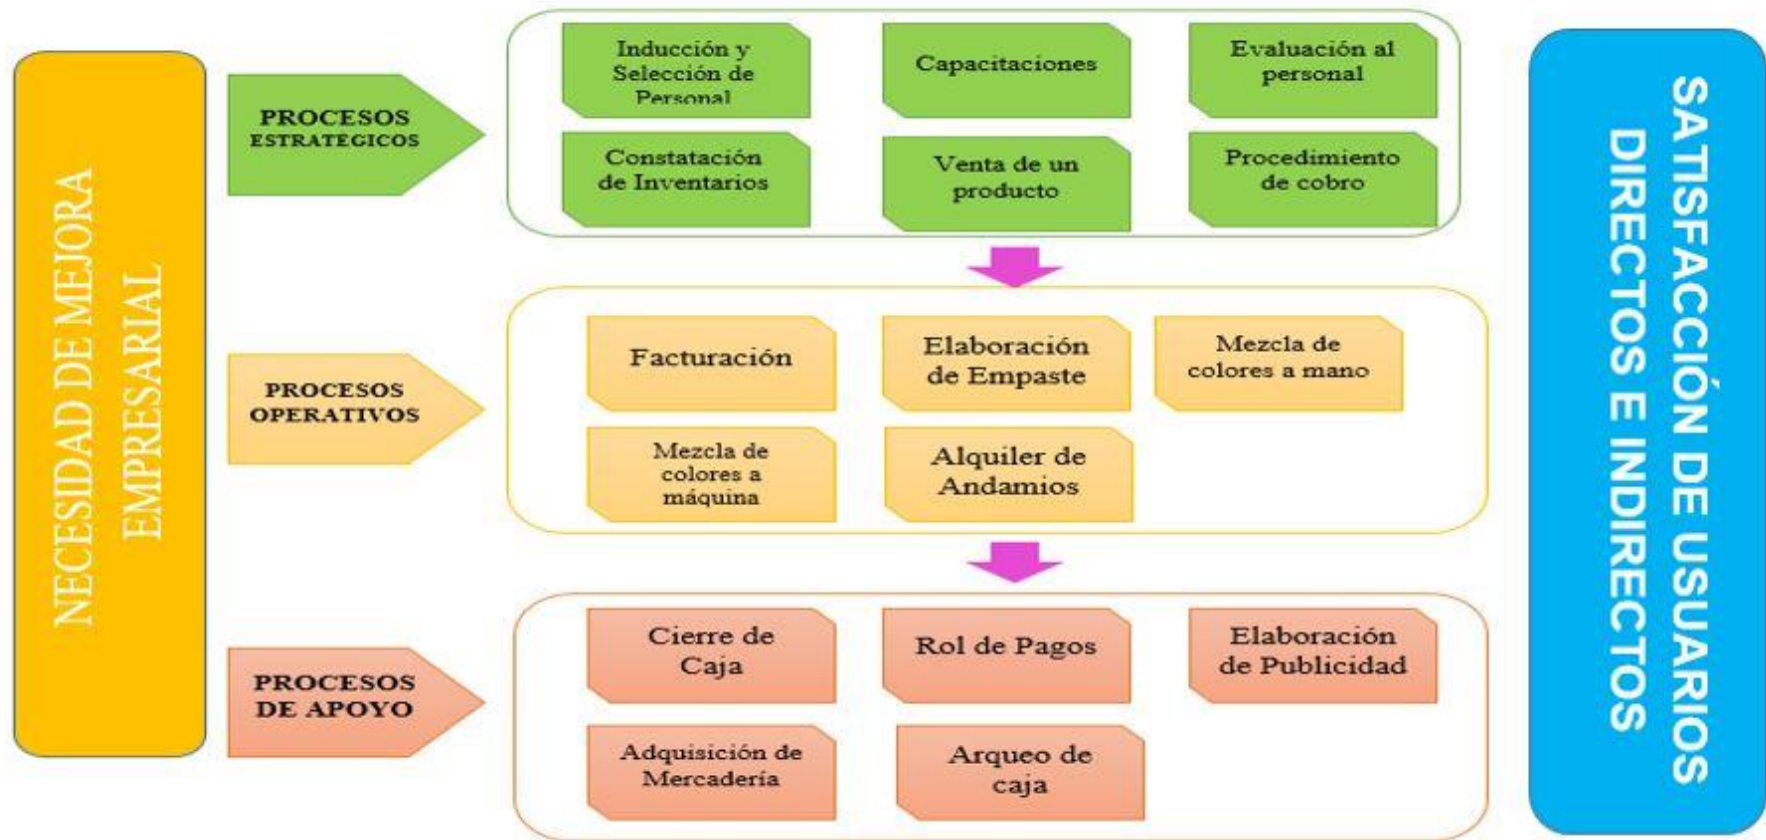 NECESIDAD DE MEJORA
EMPRESARIAL
PROCESOS
ESTRATÉGICOS
Inducción y
Selección de
Personal
Capacitaciones
Evaluación al
personal
Constatación
de Inventarios
Venta de un
producto
Procedimiento
de cobro
PROCESOS
OPERATIVOS
Facturación
Elaboración
de Empaste
Mezcla de
colores a mano
Mezcla de
colores a
máquina
Alquiler de
Andamios
PROCESOS
DE APOYO
Cierre de
Caja
Rol de Pagos
Elaboración
de Publicidad
Adquisición de
Mercadería
Arqueo de
caja
SATISFACCIÓN DE USUARIOS
DIRECTOS E INDIRECTOS